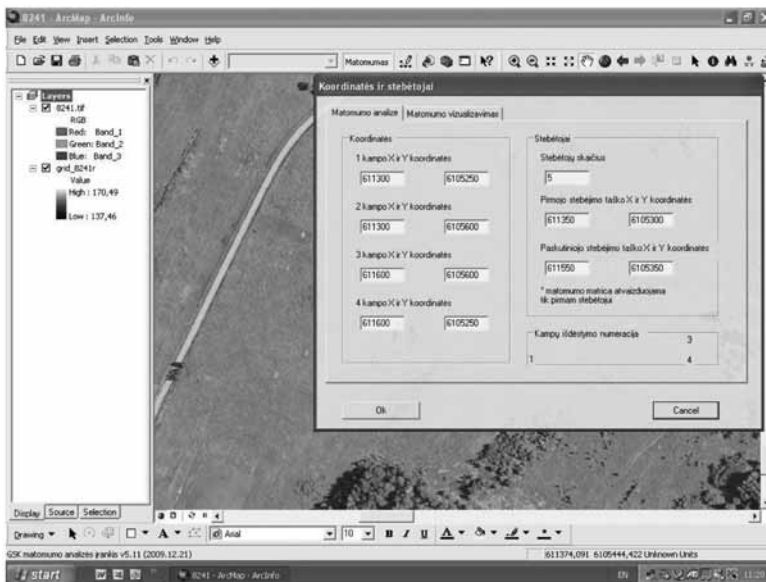 8241 - ArcMap - ArcInfo
File Edit View Insert Selection Tools Window Help
Matomumas
Layers
8241.tif
RGB
Red: Band_1
Green: Band_2
Blue: Band_3
grid_8241r
Value
High : 170,49
Low : 137,46
Koordinatės ir stebėtojai
Matomumo analizė Matomumo vizualizavimas
Koordinatės
1 kampo X ir Y koordinatės
611300 6105250
2 kampo X ir Y koordinatės
611300 6105600
3 kampo X ir Y koordinatės
611600 6105600
4 kampo X ir Y koordinatės
611600 6105250
Stebėtojai
Stebėtojų skaičius
5
Pirmojo stebėjimo taško X ir Y koordinatės
611350 6105300
Paskutiniojo stebėjimo taško X ir Y koordinatės
611550 6105350
* matomumo matrica atvaizduojama
tik pirmam stebėtojui
Kampų išdėstymo numeracija
3
1 4
Ok Cancel
Display Source Selection
Drawing Arial 10 B I U A
GSK matomumo analizės įrankis v5.11 (2009.12.21) 611374,091 6105444,422 Unknown Units
start 8241 - ArcMap - ArcInfo EN 11:20